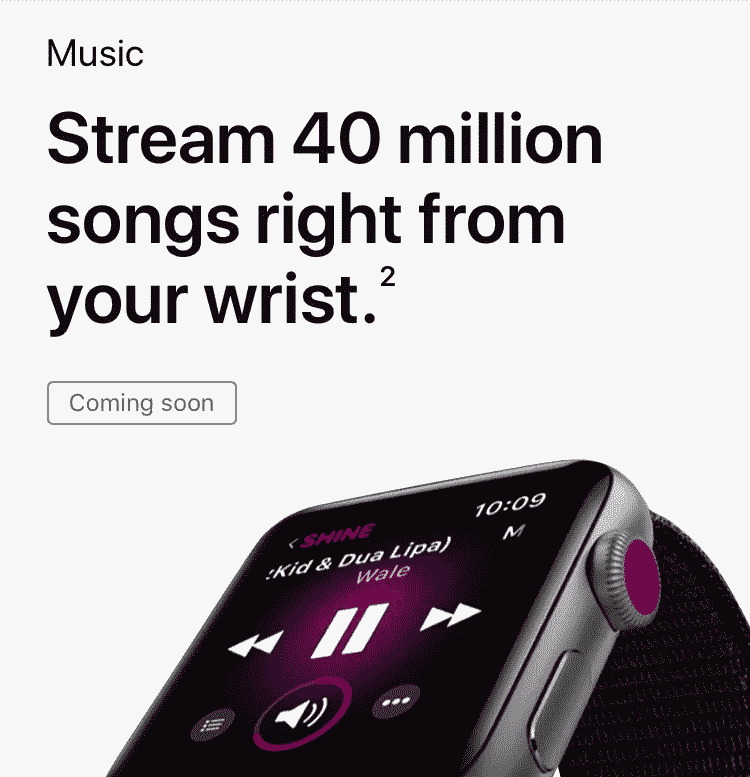 Music
Stream 40 million
songs right from
your wrist.²
Coming soon
< SHINE 10:09
:Kid & Dua Lipa) M
Wale